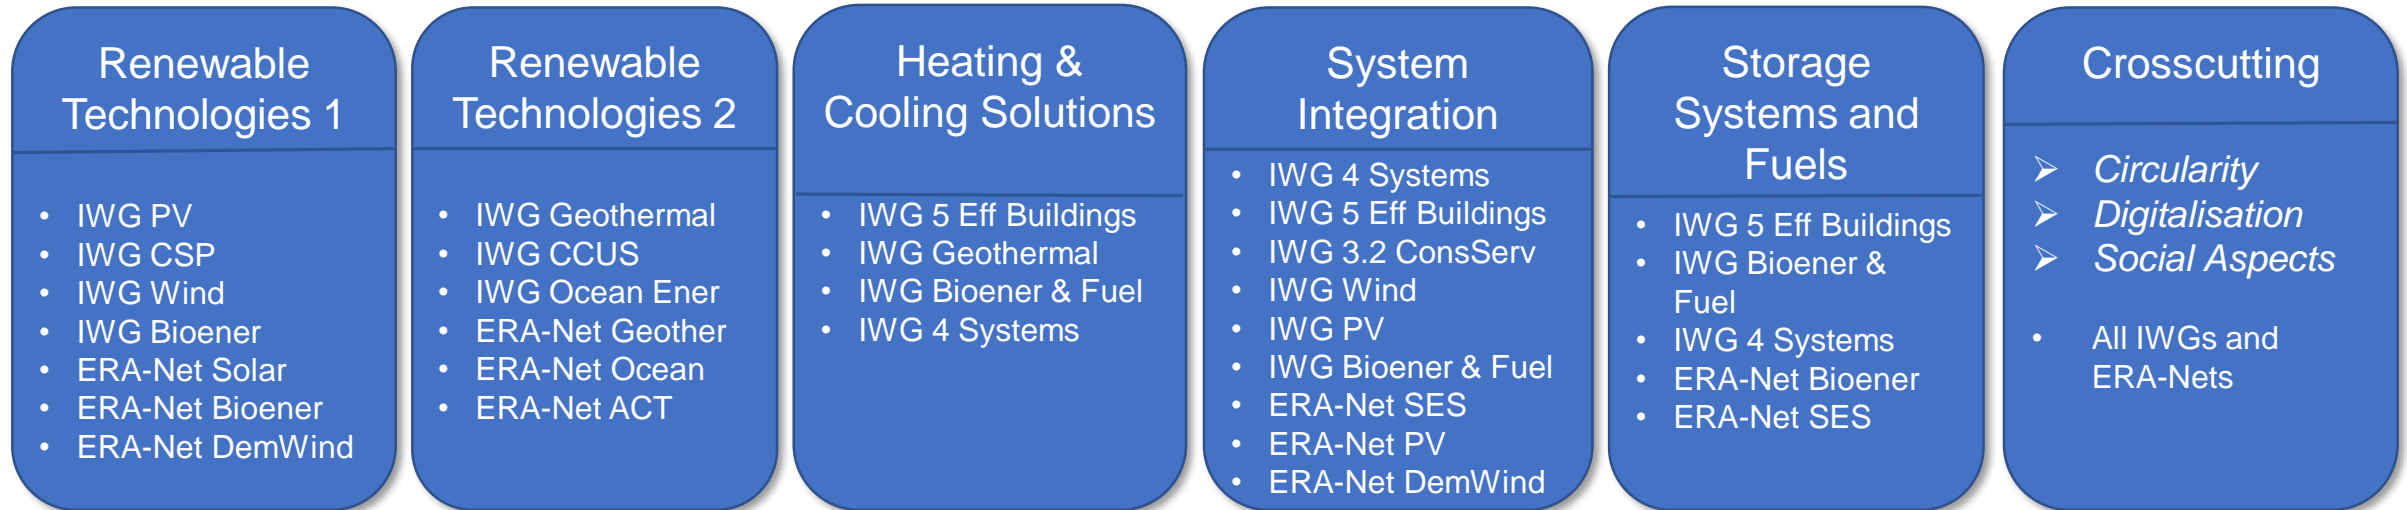 Renewable
Technologies 1
• IWG PV
• IWG CSP
• IWG Wind
• IWG Bioener
• ERA-Net Solar
• ERA-Net Bioener
• ERA-Net DemWind
Renewable
Technologies 2
• IWG Geothermal
• IWG CCUS
• IWG Ocean Ener
• ERA-Net Geother
• ERA-Net Ocean
• ERA-Net ACT
Heating &
Cooling Solutions
• IWG 5 Eff Buildings
• IWG Geothermal
• IWG Bioener & Fuel
• IWG 4 Systems
System
Integration
• IWG 4 Systems
• IWG 5 Eff Buildings
• IWG 3.2 ConsServ
• IWG Wind
• IWG PV
• IWG Bioener & Fuel
• ERA-Net SES
• ERA-Net PV
• ERA-Net DemWind
Storage
Systems and
Fuels
• IWG 5 Eff Buildings
• IWG Bioener &
Fuel
• IWG 4 Systems
• ERA-Net Bioener
• ERA-Net SES
Crosscutting
➢ Circularity
➢ Digitalisation
➢ Social Aspects
• All IWGs and
ERA-Nets